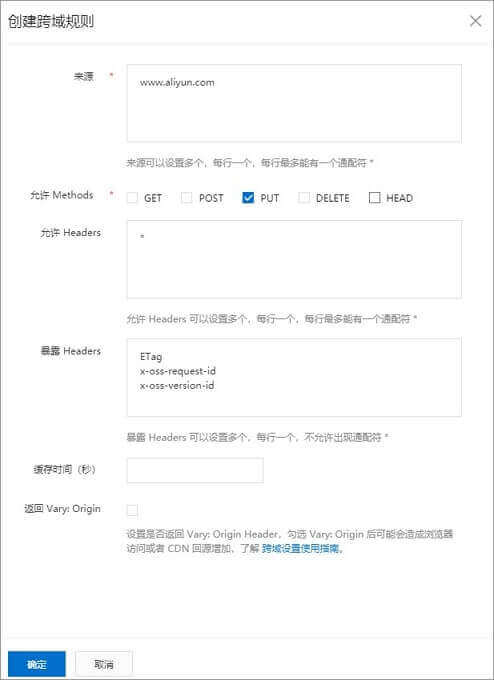 创建跨域规则
来源 *
www.aliyun.com
来源可以设置多个，每行一个，每行最多能有一个通配符 *
允许 Methods * GET POST PUT DELETE HEAD
允许 Headers
*
允许 Headers 可以设置多个，每行一个，每行最多能有一个通配符 *
暴露 Headers
ETag
x-oss-request-id
x-oss-version-id
暴露 Headers 可以设置多个，每行一个，不允许出现通配符 *
缓存时间（秒）
返回 Vary: Origin
设置是否返回 Vary: Origin Header，勾选 Vary: Origin 后可能会造成浏览器
访问或者 CDN 回源增加，了解 跨域设置使用指南。
确定 取消